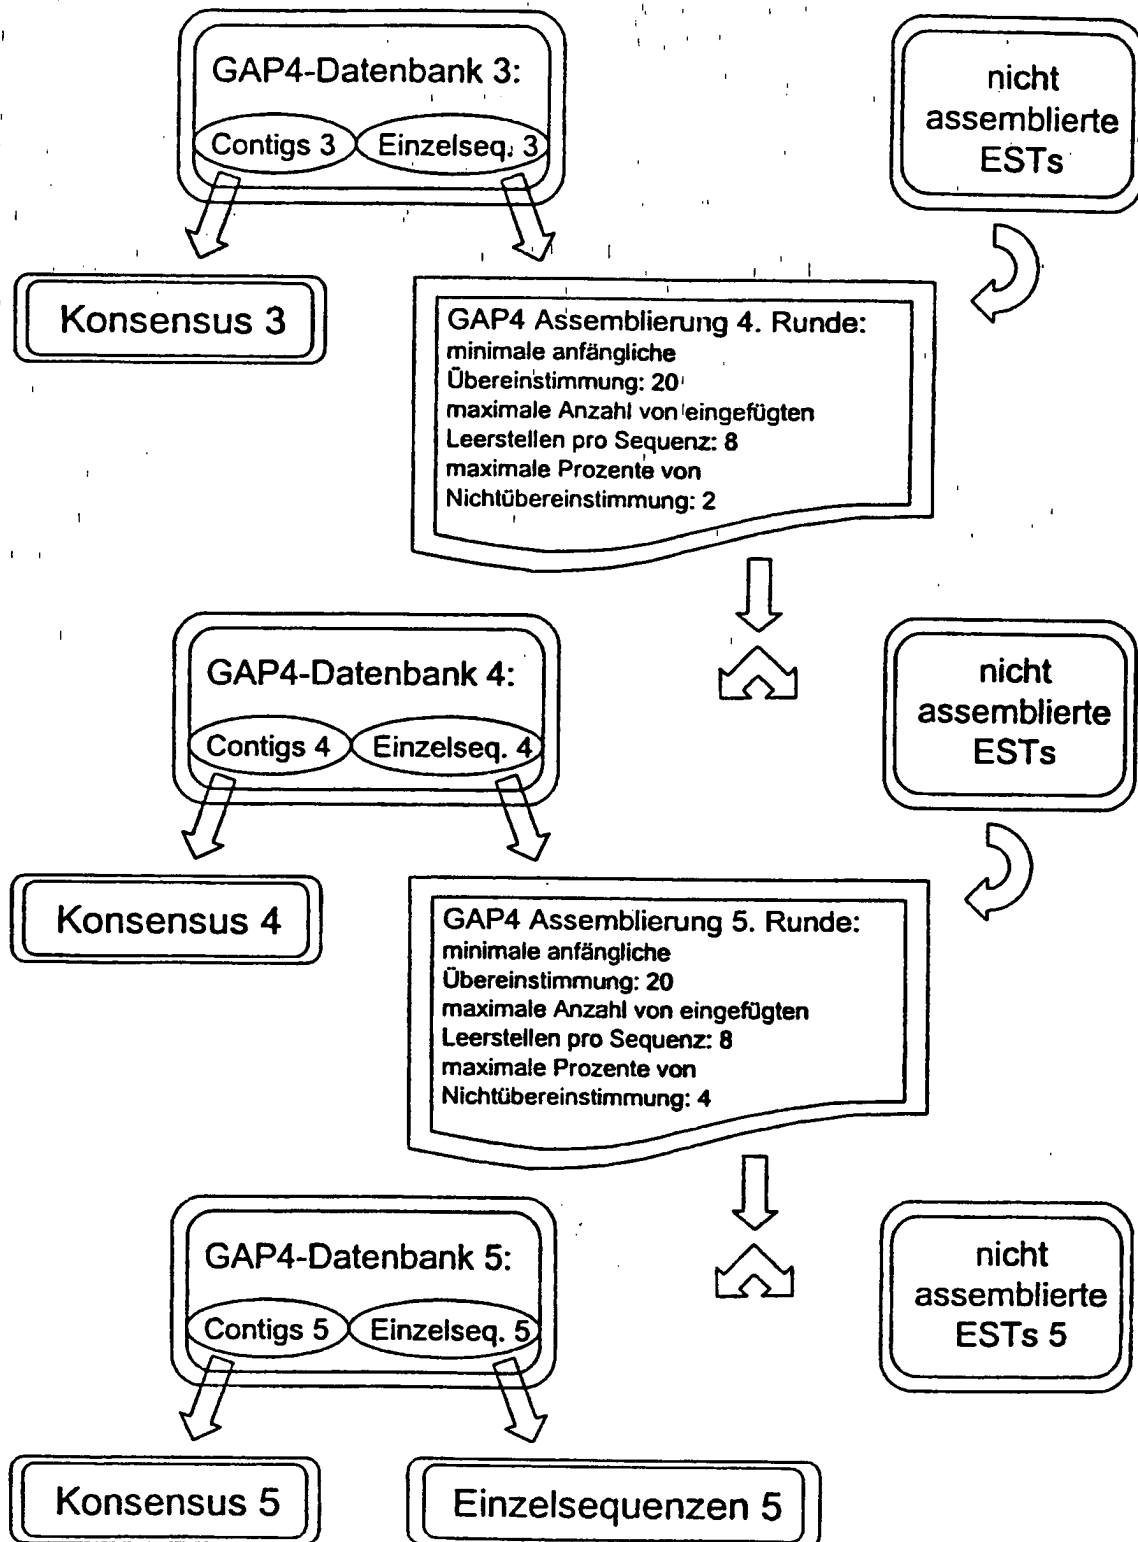 GAP4-Datenbank 3:
Contigs 3
Einzelseq. 3
nicht
assemblierte
ESTs
Konsensus 3
GAP4 Assemblierung 4. Runde:
minimale anfängliche
Übereinstimmung: 20
maximale Anzahl von eingefügten
Leerstellen pro Sequenz: 8
maximale Prozente von
Nichtübereinstimmung: 2
GAP4-Datenbank 4:
Contigs 4
Einzelseq. 4
nicht
assemblierte
ESTs
Konsensus 4
GAP4 Assemblierung 5. Runde:
minimale anfängliche
Übereinstimmung: 20
maximale Anzahl von eingefügten
Leerstellen pro Sequenz: 8
maximale Prozente von
Nichtübereinstimmung: 4
GAP4-Datenbank 5:
Contigs 5
Einzelseq. 5
nicht
assemblierte
ESTs 5
Konsensus 5
Einzelsequenzen 5